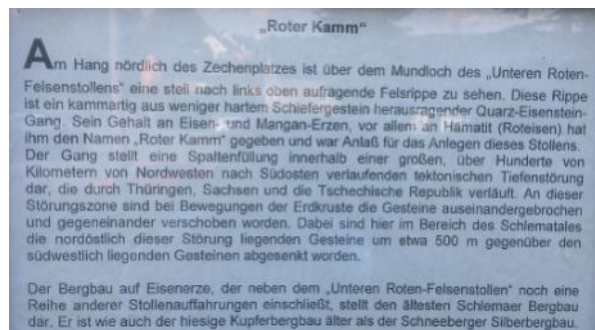 „Roter Kamm“
Am Hang nördlich des Zechenplatzes ist über dem Mundloch des „Unteren Roten-
Felsenstollens“ eine steil nach links oben aufragende Felsrippe zu sehen. Diese Rippe
ist ein kammartig aus weniger hartem Schiefergestein herausragender Quarz-Eisenstein-
Gang. Sein Gehalt an Eisen- und Mangan-Erzen, vor allem an Hämatit (Roteisen) hat
ihm den Namen „Roter Kamm“ gegeben und war Anlaß für das Anlegen dieses Stollens.
Der Gang stellt eine Spaltenfüllung innerhalb einer großen, über Hunderte von
Kilometern von Nordwesten nach Südosten verlaufenden tektonischen Tiefenstörung
dar, die durch Thüringen, Sachsen und die Tschechische Republik verläuft. An dieser
Störungszone sind bei Bewegungen der Erdkruste die Gesteine auseinandergebrochen
und gegeneinander verschoben worden. Dabei sind hier im Bereich des Schlematales
die nordöstlich dieser Störung liegenden Gesteine um etwa 500 m gegenüber den
südwestlich liegenden Gesteinen abgesenkt worden.
Der Bergbau auf Eisenerze, der neben dem „Unteren Roten-Felsenstollen“ noch eine
Reihe anderer Stollenauffahrungen einschließt, stellt den ältesten Schlemaer Bergbau
dar. Er ist wie auch der hiesige Kupferbergbau älter als der Schneeberger Silberbergbau.